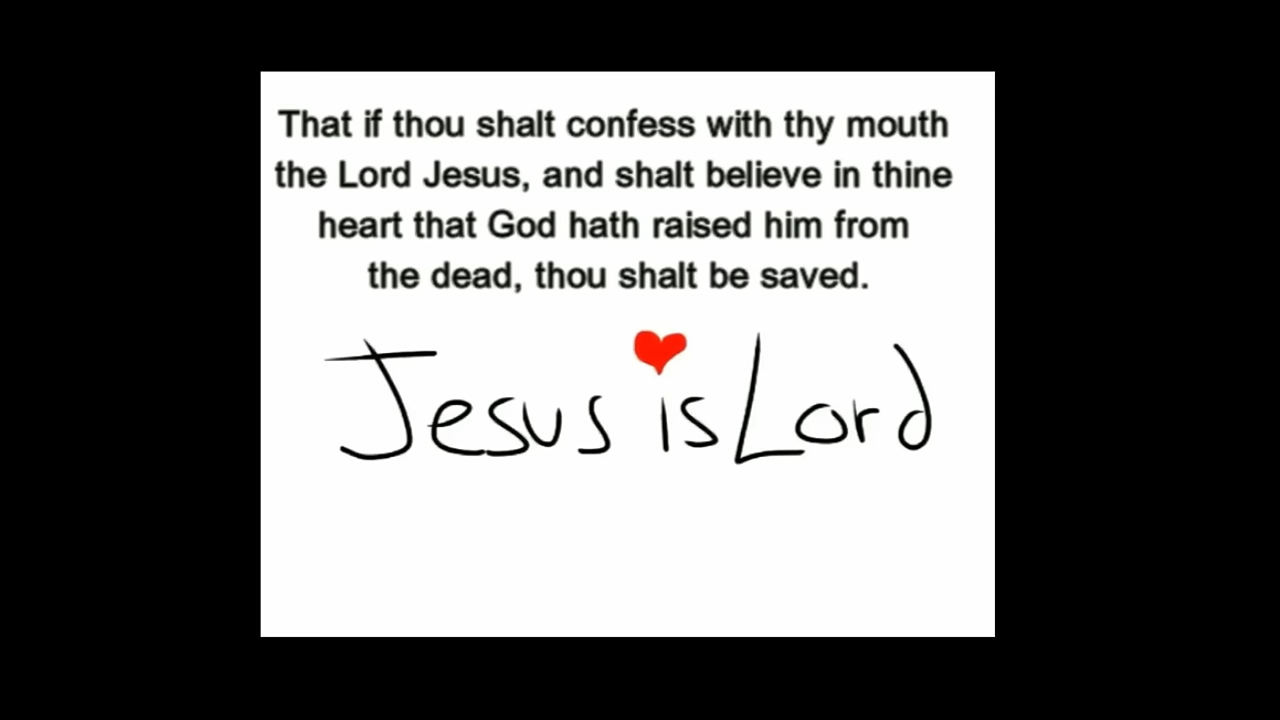 That if thou shalt confess with thy mouth
the Lord Jesus, and shalt believe in thine
heart that God hath raised him from
the dead, thou shalt be saved.
Jesus is Lord